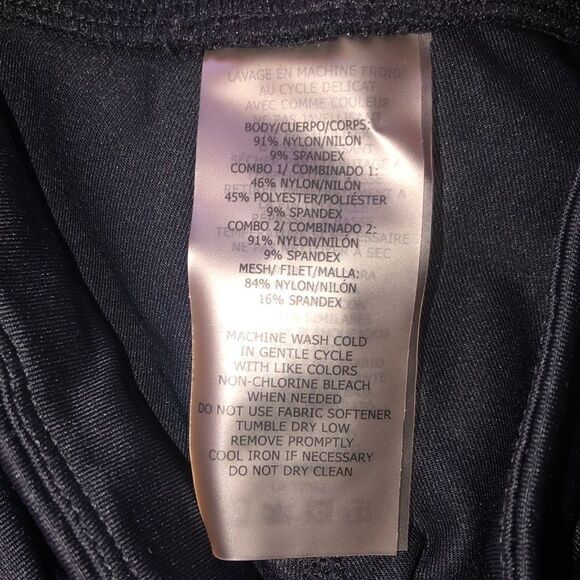 LAVAGE EN MACHINE FROIDE
AU CYCLE DELICAT
AVEC COMME COULEUR
BODY/CUERPO/CORPS:
91% NYLON/NILÓN
9% SPANDEX
COMBO 1/ COMBINADO 1:
46% NYLON/NILÓN
45% POLYESTER/POLIÉSTER
9% SPANDEX
COMBO 2/ COMBINADO 2:
91% NYLON/NILÓN
9% SPANDEX
MESH/ FILET/MALLA:
84% NYLON/NILÓN
16% SPANDEX
MACHINE WASH COLD
IN GENTLE CYCLE
WITH LIKE COLORS
NON-CHLORINE BLEACH
WHEN NEEDED
DO NOT USE FABRIC SOFTENER
TUMBLE DRY LOW
REMOVE PROMPTLY
COOL IRON IF NECESSARY
DO NOT DRY CLEAN